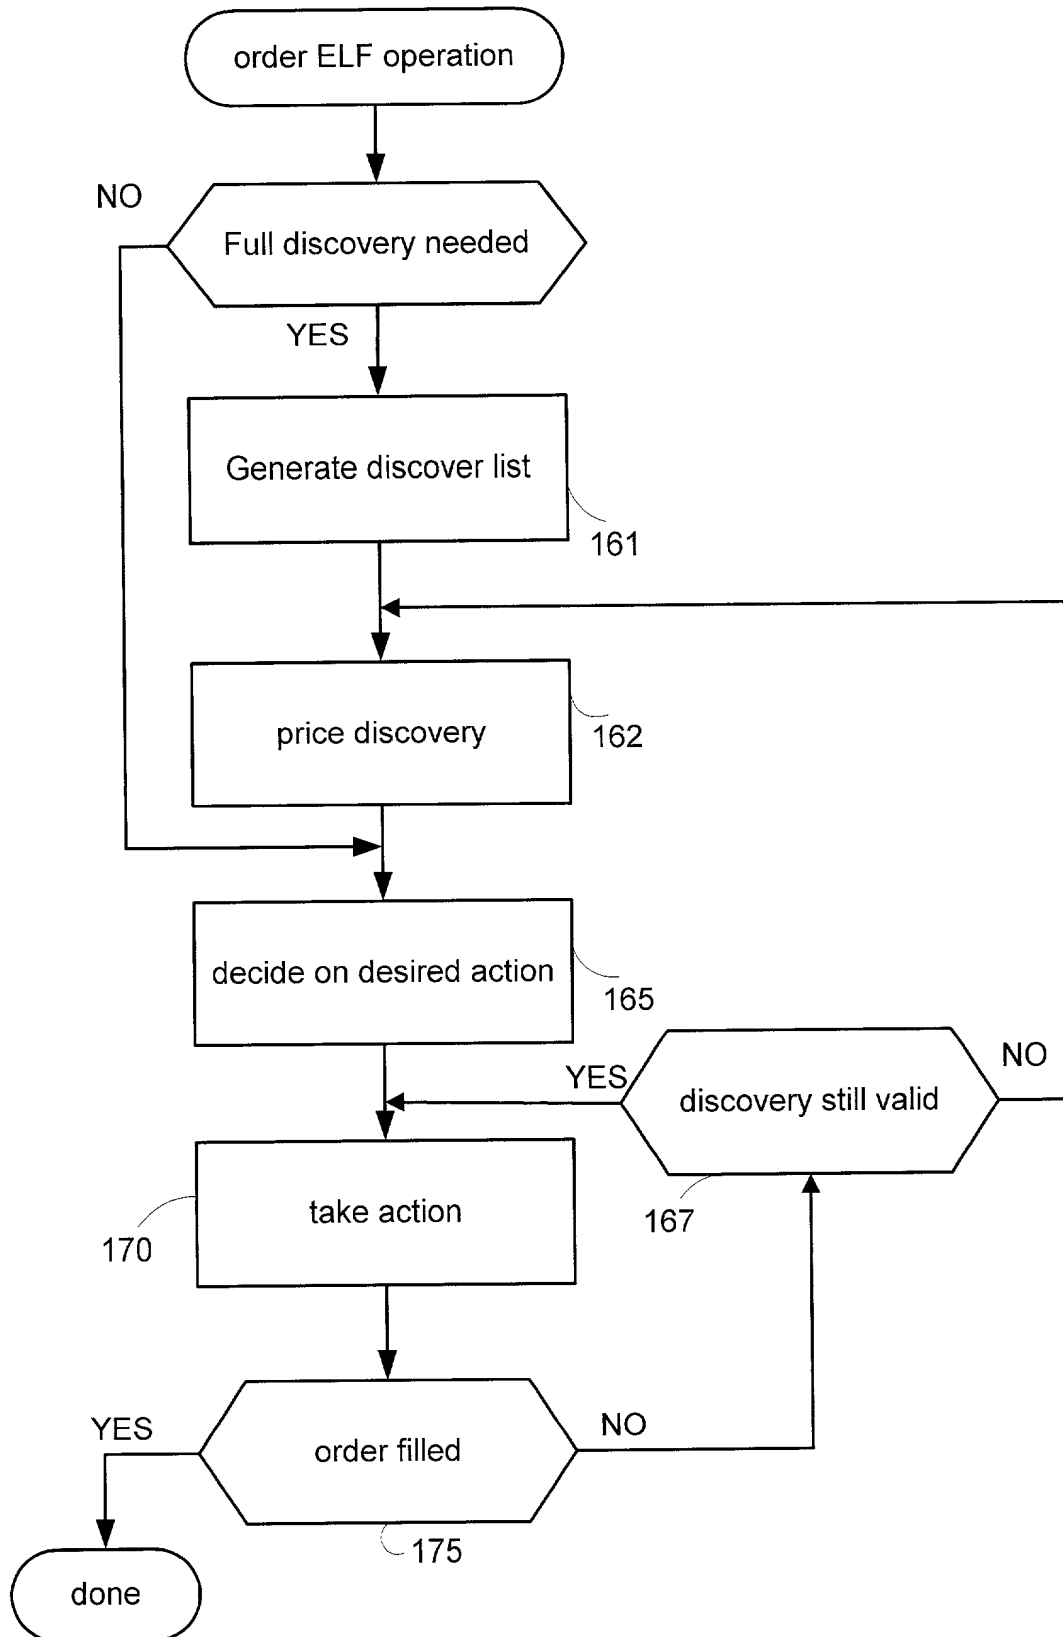 order ELF operation
NO
Full discovery needed
YES
Generate discover list
161
price discovery
162
decide on desired action
165
YES
discovery still valid
NO
167
take action
170
YES
order filled
NO
175
done